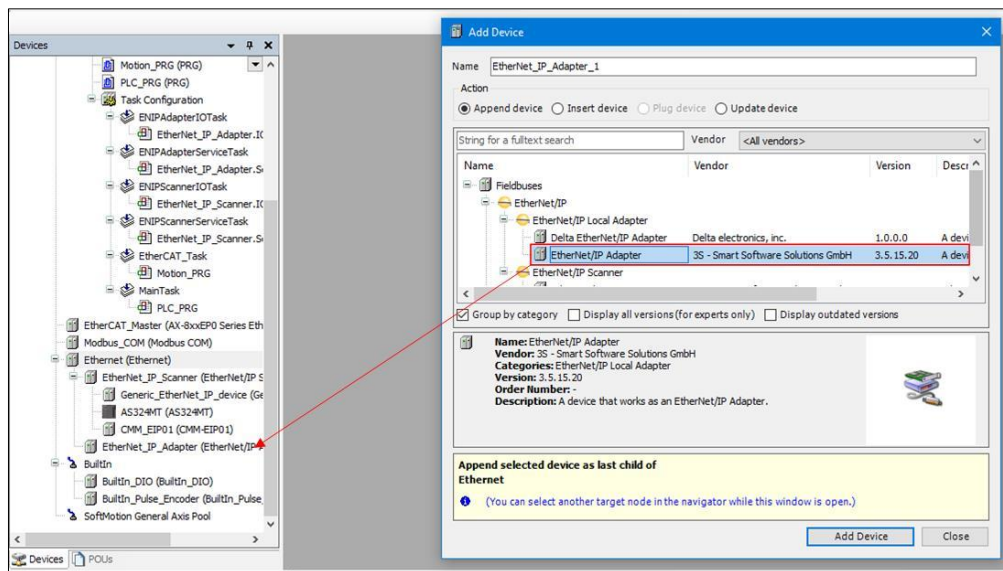 Devices
Motion_PRG (PRG)
PLC_PRG (PRG)
Task Configuration
ENIPAdapterIOTask
EtherNet_IP_Adapter.IO
ENIPAdapterServiceTask
EtherNet_IP_Adapter.Se
ENIPScannerIOTask
EtherNet_IP_Scanner.IO
ENIPScannerServiceTask
EtherNet_IP_Scanner.Se
EtherCAT_Task
Motion_PRG
MainTask
PLC_PRG
EtherCAT_Master (AX-8xxEP0 Series Eth
Modbus_COM (Modbus COM)
Ethernet (Ethernet)
EtherNet_IP_Scanner (EtherNet/IP S
Generic_EtherNet_IP_device (Ge
AS324MT (AS324MT)
CMM_EIP01 (CMM-EIP01)
EtherNet_IP_Adapter (EtherNet/IP
BuiltIn
BuiltIn_DIO (BuiltIn_DIO)
BuiltIn_Pulse_Encoder (BuiltIn_Pulse_
SoftMotion General Axis Pool
Devices POUs
Add Device
Name EtherNet_IP_Adapter_1
Action
Append device Insert device Plug device Update device
String for a fulltext search Vendor <All vendors>
Name Vendor Version Descr
Fieldbuses
EtherNet/IP
EtherNet/IP Local Adapter
Delta EtherNet/IP Adapter Delta electronics, inc. 1.0.0.0 A devi
EtherNet/IP Adapter 3S - Smart Software Solutions GmbH 3.5.15.20 A devi
EtherNet/IP Scanner
Group by category Display all versions (for experts only) Display outdated versions
Name: EtherNet/IP Adapter
Vendor: 3S - Smart Software Solutions GmbH
Categories: EtherNet/IP Local Adapter
Version: 3.5.15.20
Order Number: -
Description: A device that works as an EtherNet/IP Adapter.
Append selected device as last child of
Ethernet
(You can select another target node in the navigator while this window is open.)
Add Device Close